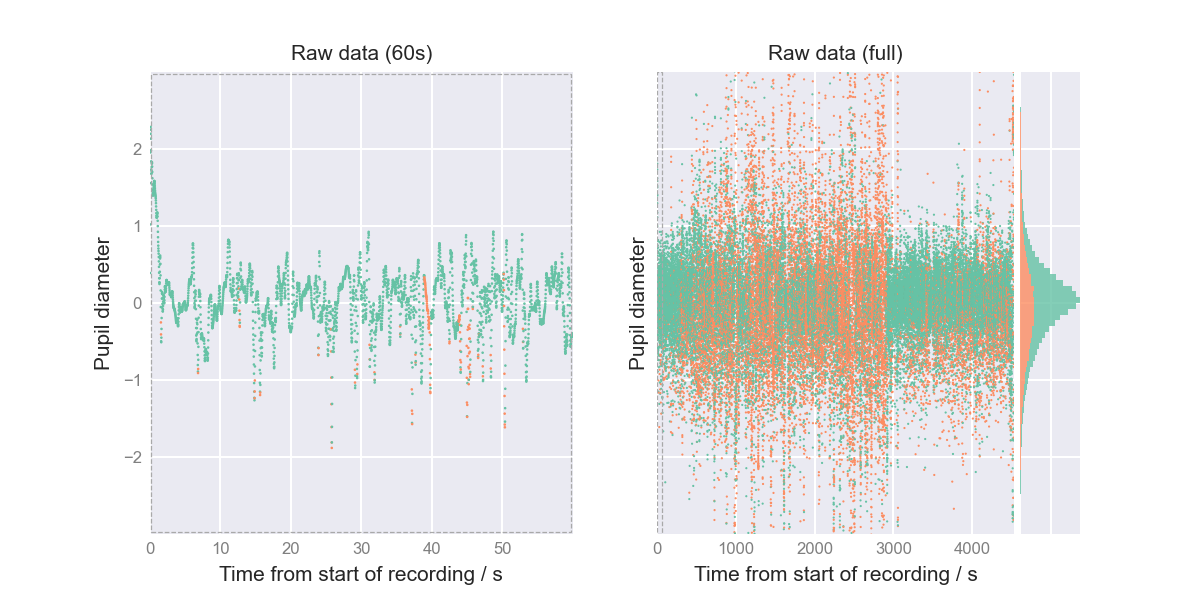 Raw data (60s)
Pupil diameter
2
1
0
−1
−2
0 10 20 30 40 50
Time from start of recording / s
Raw data (full)
Pupil diameter
0 1000 2000 3000 4000
Time from start of recording / s